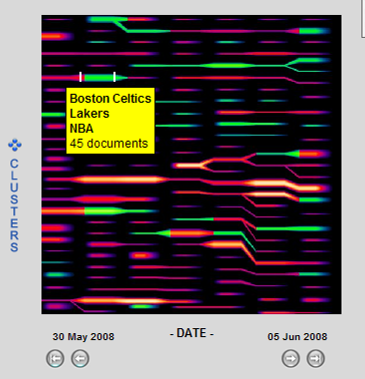 Boston Celtics
Lakers
NBA
45 documents
CLUSTERS
30 May 2008
- DATE -
05 Jun 2008